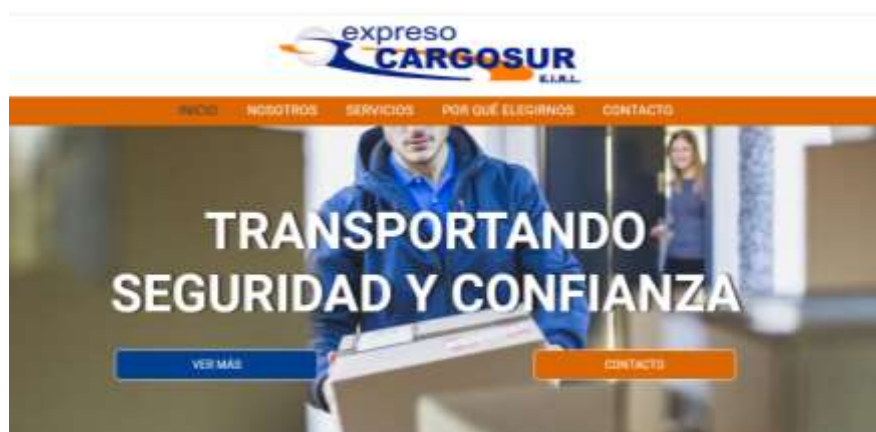 expreso
CARGOSUR
E.I.R.L.
INICIO NOSOTROS SERVICIOS POR QUÉ ELEGIRNOS CONTACTO
TRANSPORTANDO
SEGURIDAD Y CONFIANZA
VER MÁS CONTACTO